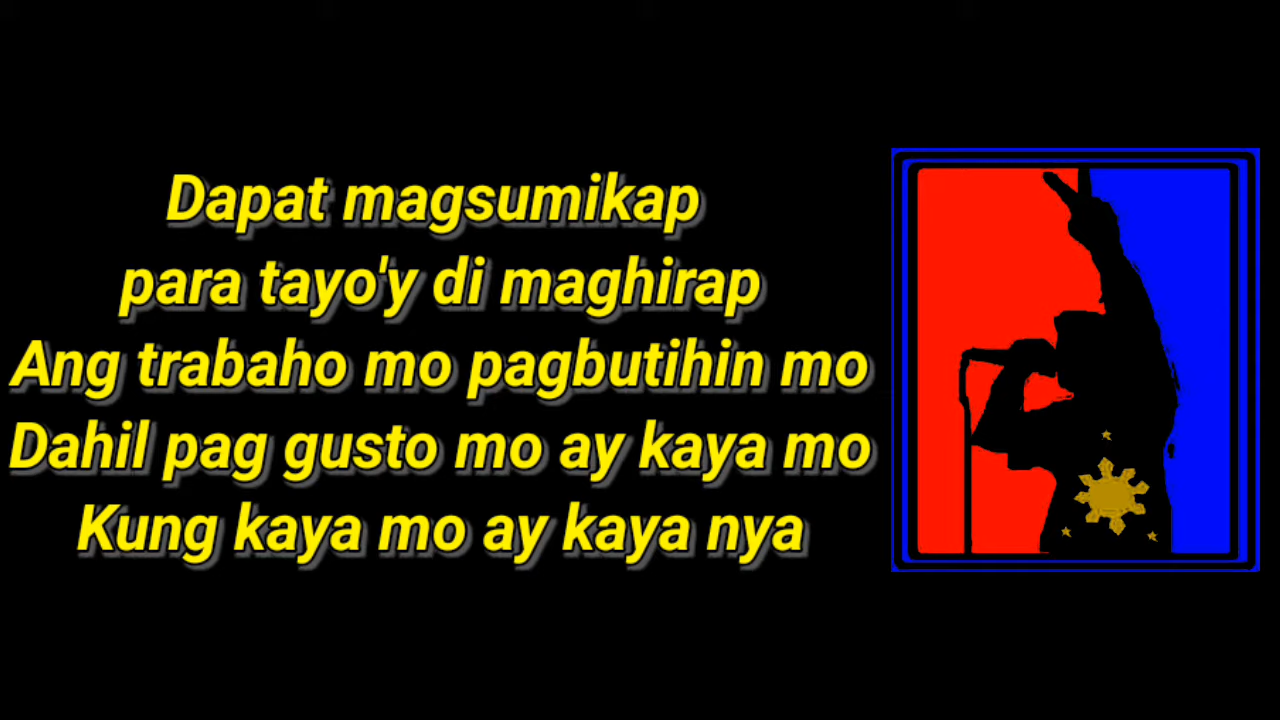 Dapat magsumikap
para tayo'y di maghirap
Ang trabaho mo pagbutihin mo
Dahil pag gusto mo ay kaya mo
Kung kaya mo ay kaya nya